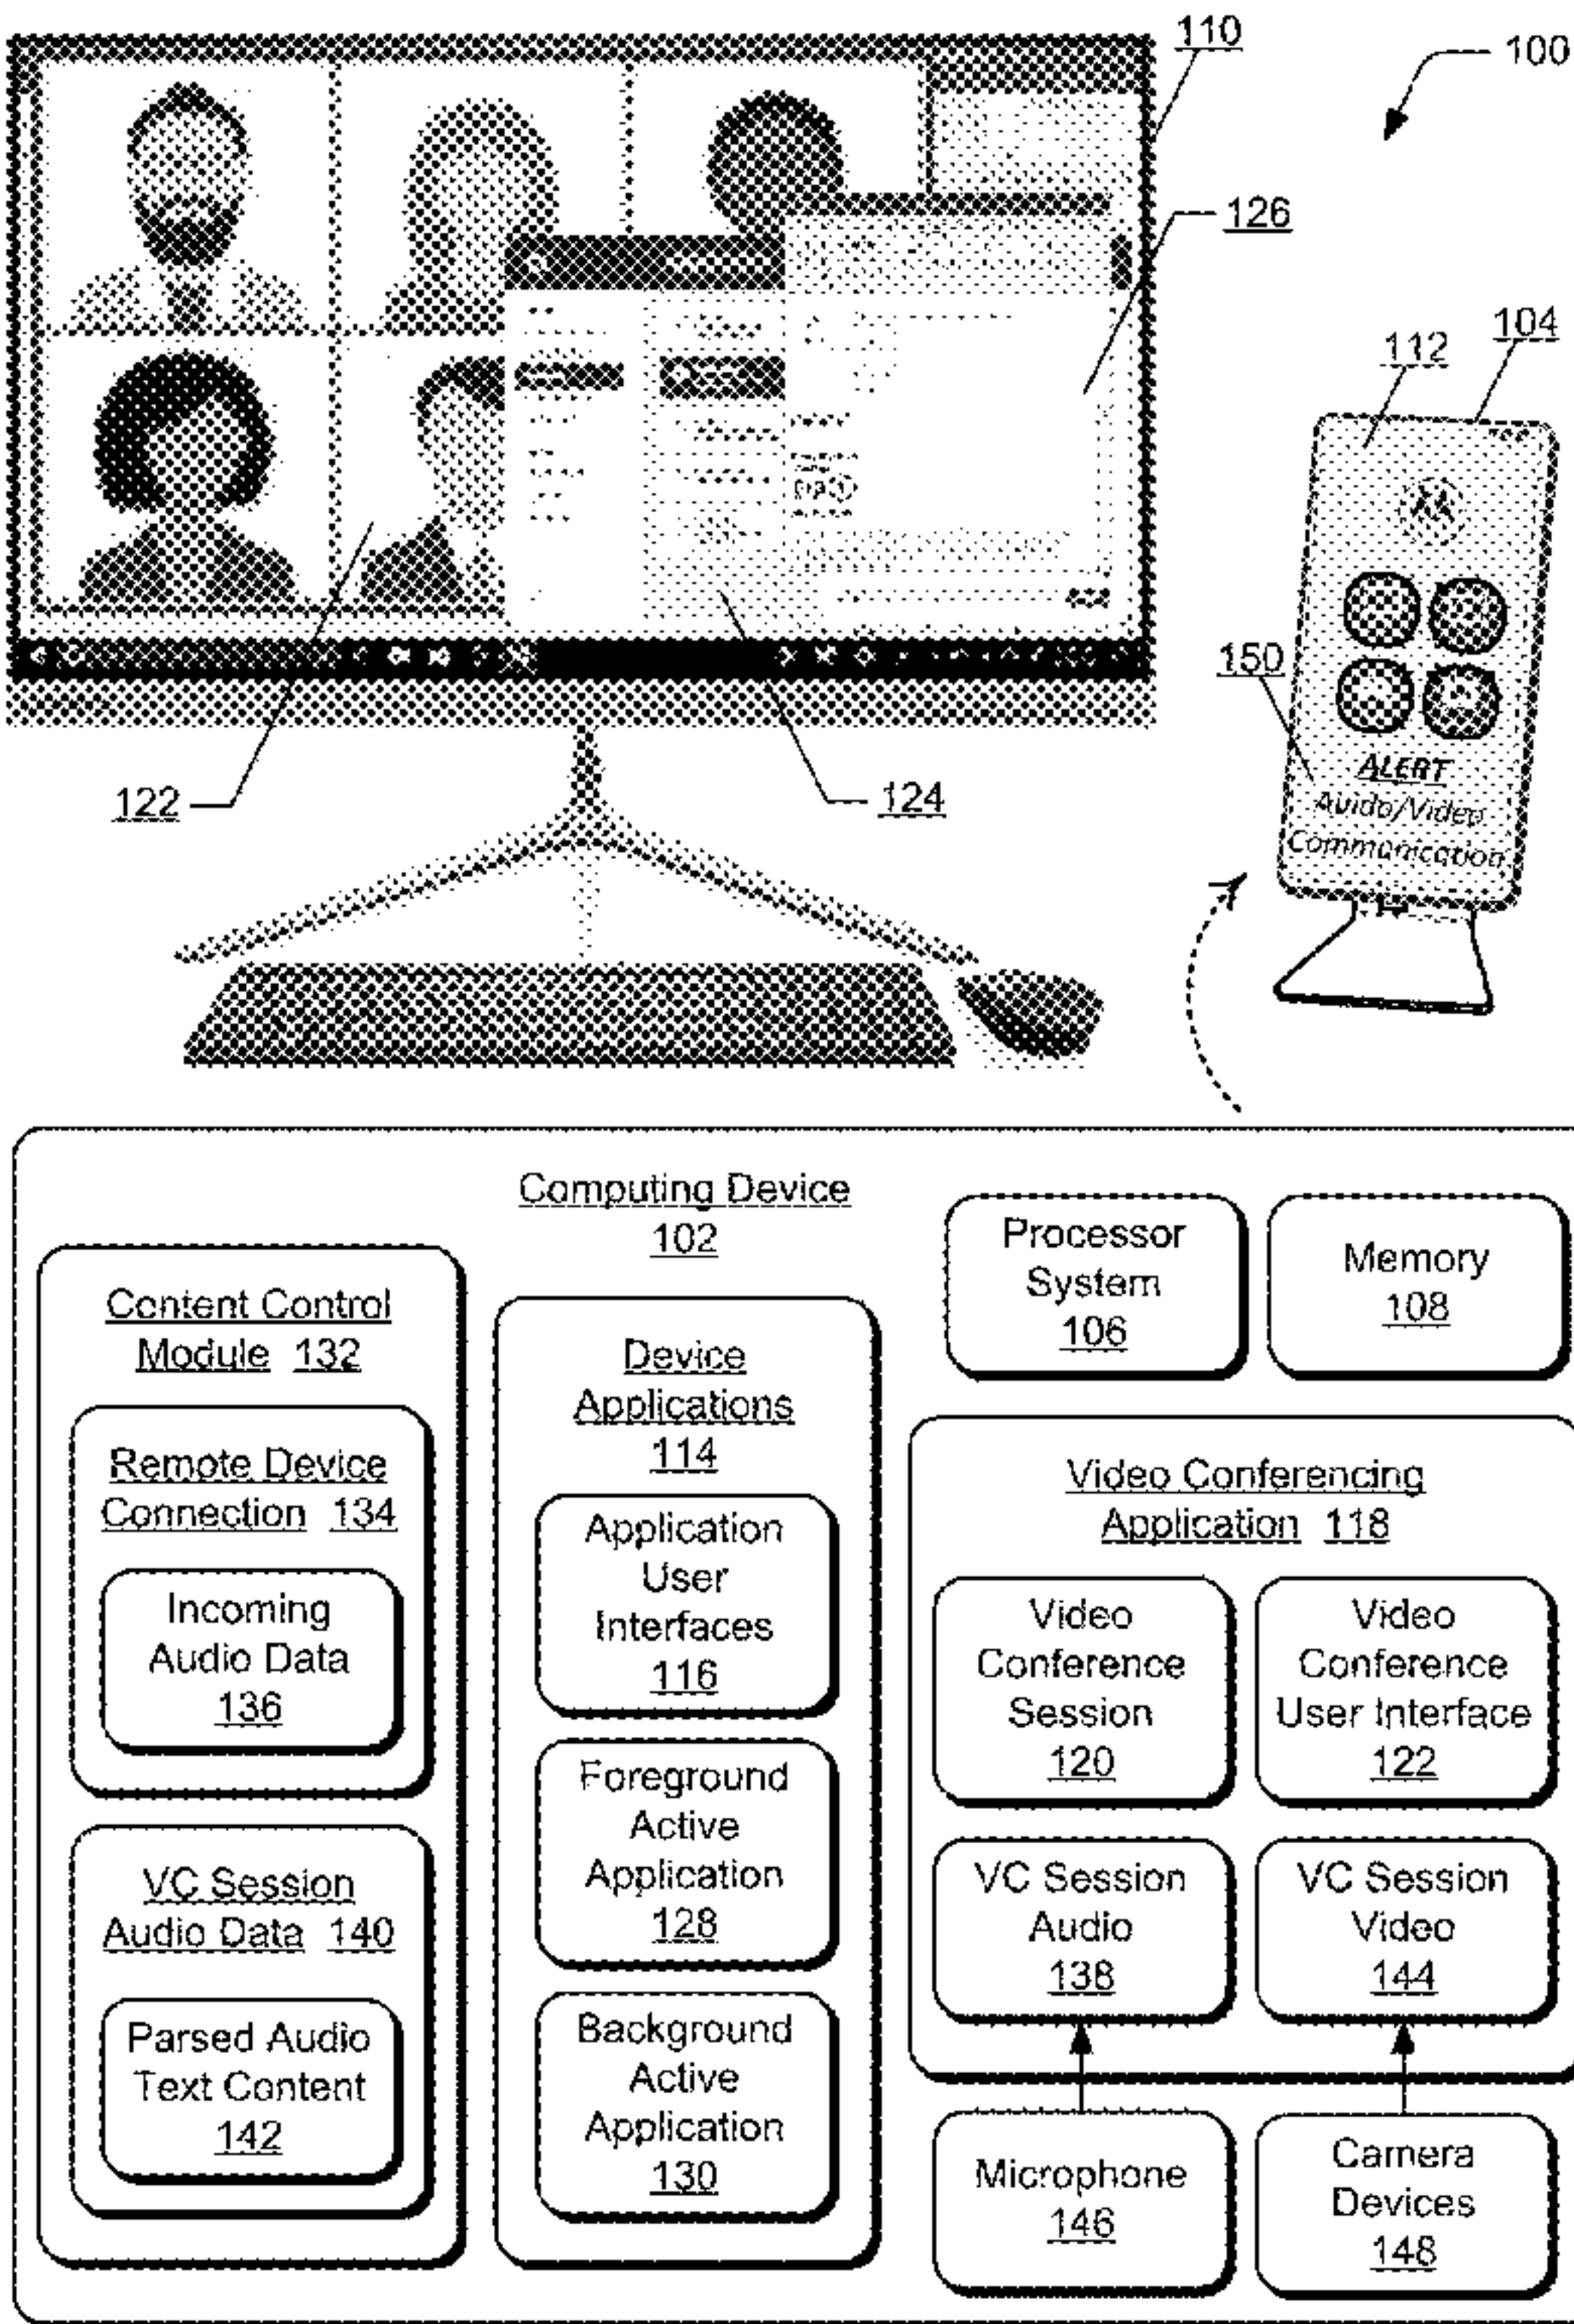 110
100
126
104
112
150
ALERT
Avido/Video
Communication
122
124
Computing Device
102
Processor
System
106
Memory
108
Content Control
Module 132
Remote Device
Connection 134
Incoming
Audio Data
136
VC Session
Audio Data 140
Parsed Audio
Text Content
142
Device
Applications
114
Application
User
Interfaces
116
Foreground
Active
Application
128
Background
Active
Application
130
Video Conferencing
Application 118
Video
Conference
Session
120
Video
Conference
User Interface
122
VC Session
Audio
138
VC Session
Video
144
Microphone
146
Camera
Devices
148